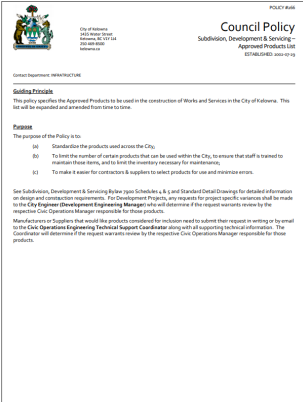 POLICY #266
City of Kelowna
1435 Water Street
Kelowna, BC V1Y 1J4
250 469-8500
kelowna.ca
Council Policy
Subdivision, Development & Servicing –
Approved Products List
ESTABLISHED: 2001-07-23
Contact Department: INFRASTRUCTURE
Guiding Principle
This policy specifies the Approved Products to be used in the construction of Works and Services in the City of Kelowna. This
list will be expanded and amended from time to time.
Purpose
The purpose of the Policy is to:
(a) Standardize the products used across the City;
(b) To limit the number of certain products that can be used within the City, to ensure that staff is trained to
maintain those items, and to limit the inventory necessary for maintenance;
(c) To make it easier for contractors & suppliers to select products for use and minimize errors.
See Subdivision, Development & Servicing Bylaw 7900 Schedules 4 & 5 and Standard Detail Drawings for detailed information
on design and construction requirements. For Development Projects, any requests for project specific variances shall be made
to the City Engineer (Development Engineering Manager) who will determine if the request warrants review by the
respective Civic Operations Manager responsible for those products.
Manufacturers or Suppliers that would like products considered for inclusion need to submit their request in writing or by email
to the Civic Operations Engineering Technical Support Coordinator along with all supporting technical information. The
Coordinator will determine if the request warrants review by the respective Civic Operations Manager responsible for those
products.